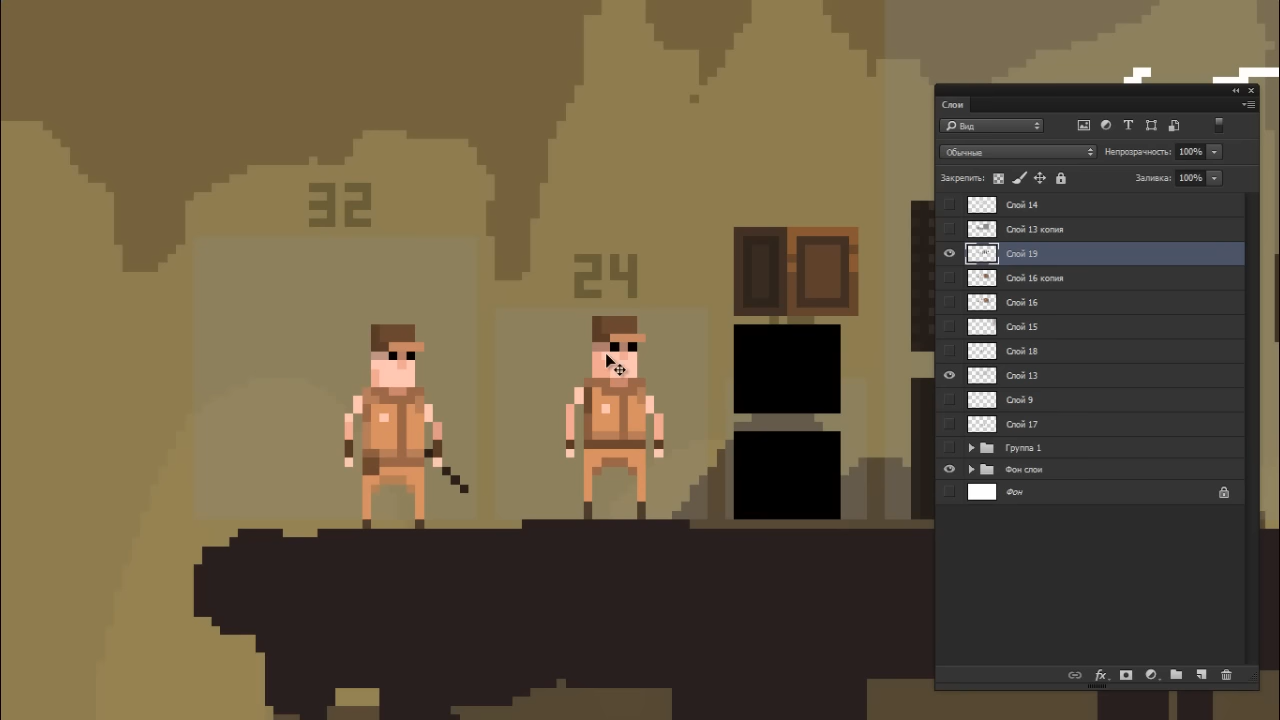 32
24
Слои
Вид
Обычные
Непрозрачность: 100%
Закрепить:
Заливка: 100%
Слой 14
Слой 13 копия
Слой 19
Слой 16 копия
Слой 16
Слой 15
Слой 18
Слой 13
Слой 9
Слой 17
Группа 1
Фон слои
Фон
fx